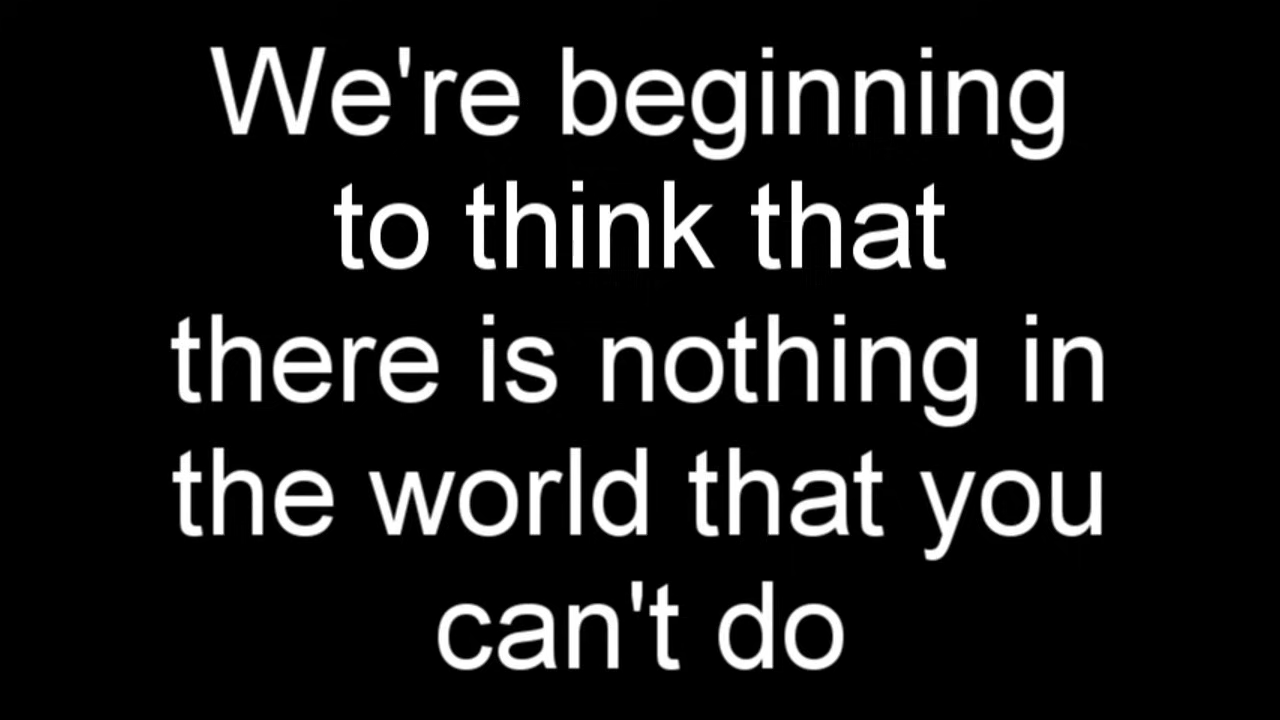 We're beginning
to think that
there is nothing in
the world that you
can't do